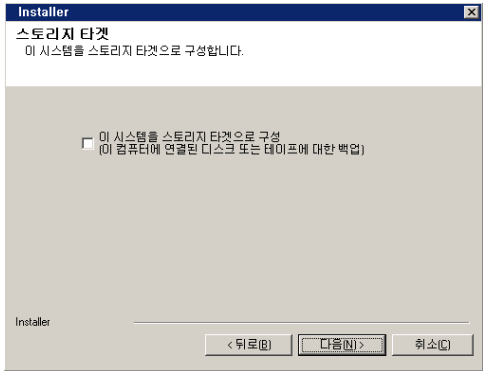 Installer
스토리지 타겟
이 시스템을 스토리지 타겟으로 구성합니다.
이 시스템을 스토리지 타겟으로 구성
(이 컴퓨터에 연결된 디스크 또는 테이프에 대한 백업)
Installer
< 뒤로(B)
다음(N) >
취소(C)